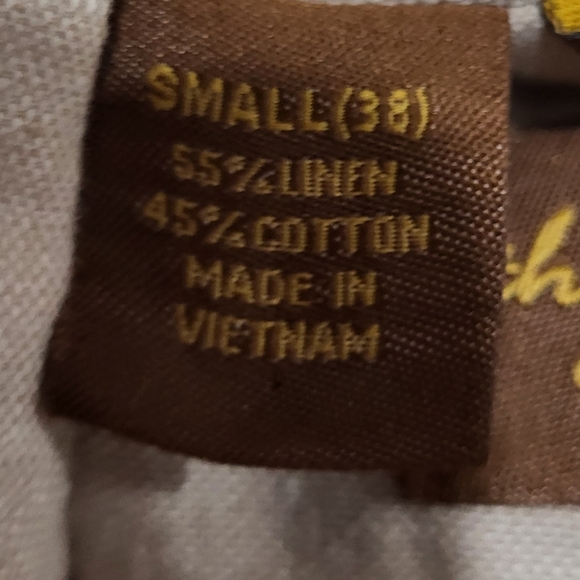 SMALL(38)
55%LINEN
45%COTTON
MADE IN
VIETNAM